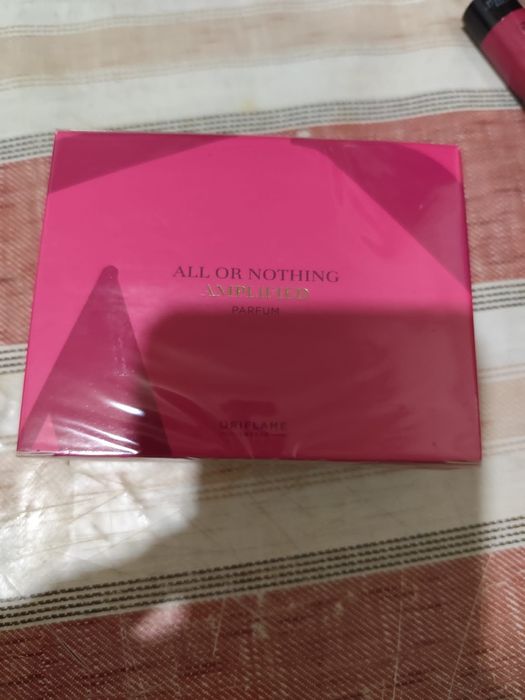 ALL OR NOTHING
AMPLIFIED
PARFUM
ORIFLAME